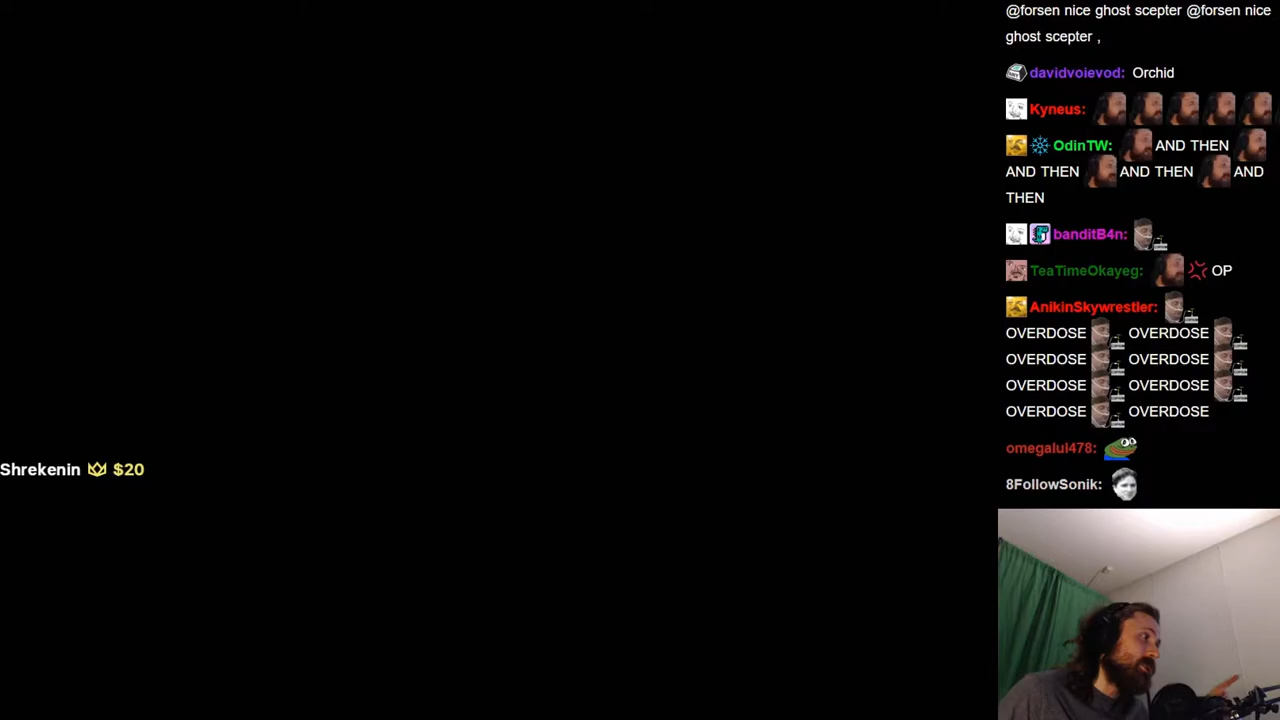 @forsen nice ghost scepter @forsen nice
ghost scepter ,
davidvoievod: Orchid
Kyneus:
OdinTW: AND THEN
AND THEN AND THEN AND
THEN
banditB4n:
TeaTimeOkayeg: OP
AnikinSkywrestler:
OVERDOSE OVERDOSE
OVERDOSE OVERDOSE
OVERDOSE OVERDOSE
OVERDOSE OVERDOSE
omegalul478:
Shrekenin $20
8FollowSonik: